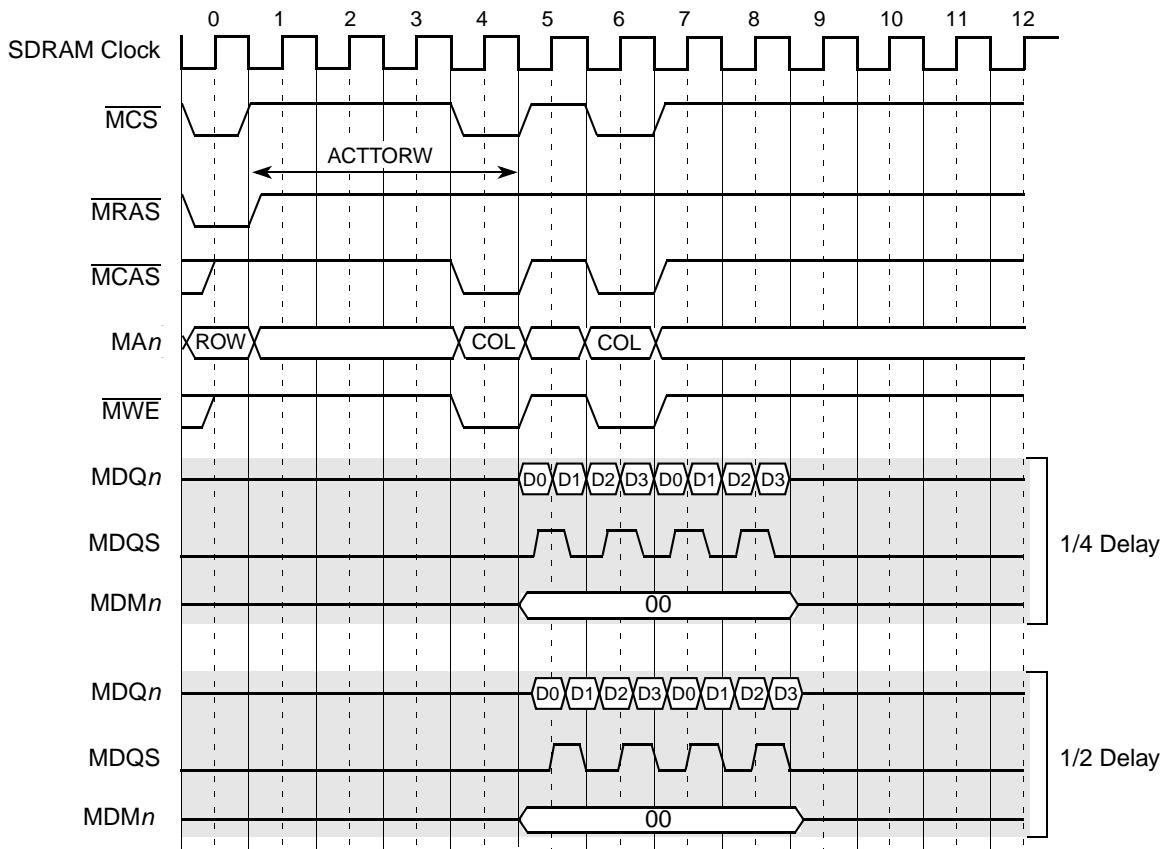 0 1 2 3 4 5 6 7 8 9 10 11 12
SDRAM Clock
MCS
ACTTORW
MRAS
MCAS
MAn ROW COL COL
MWE
MDQn D0 D1 D2 D3 D0 D1 D2 D3
MDQS
1/4 Delay
MDMn 00
MDQn D0 D1 D2 D3 D0 D1 D2 D3
MDQS
1/2 Delay
MDMn 00